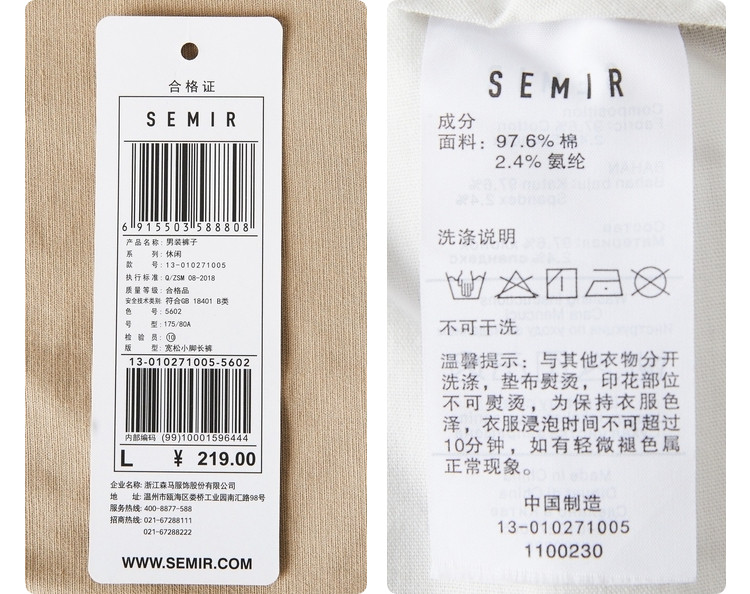 合格证
SEMIR
6 915503 588808
产品名称: 男装裤子
系 列: 休闲
款 号: 13-010271005
执行标准: Q/ZSM 08-2018
质量等级: 合格品
安全技术类别: 符合GB 18401 B类
色 号: 5602
号 型: 175/80A
检 验 员: ⑩
版 型: 宽松小脚长裤
13-010271005-5602
内部编码 (99)10001596444
L ¥ 219.00
企业名称: 浙江森马服饰股份有限公司
地 址: 温州市瓯海区娄桥工业园南汇路98号
服务热线: 400-8877-588
招商热线: 021-67288111
021-67288222
WWW.SEMIR.COM
SEMIR
成分
面料: 97.6% 棉
2.4% 氨纶
洗涤说明
不可干洗
温馨提示: 与其他衣物分开
洗涤, 垫布熨烫, 印花部位
不可熨烫, 为保持衣服色
泽, 衣服浸泡时间不可超过
10分钟, 如有轻微褪色属
正常现象。
中国制造
13-010271005
1100230